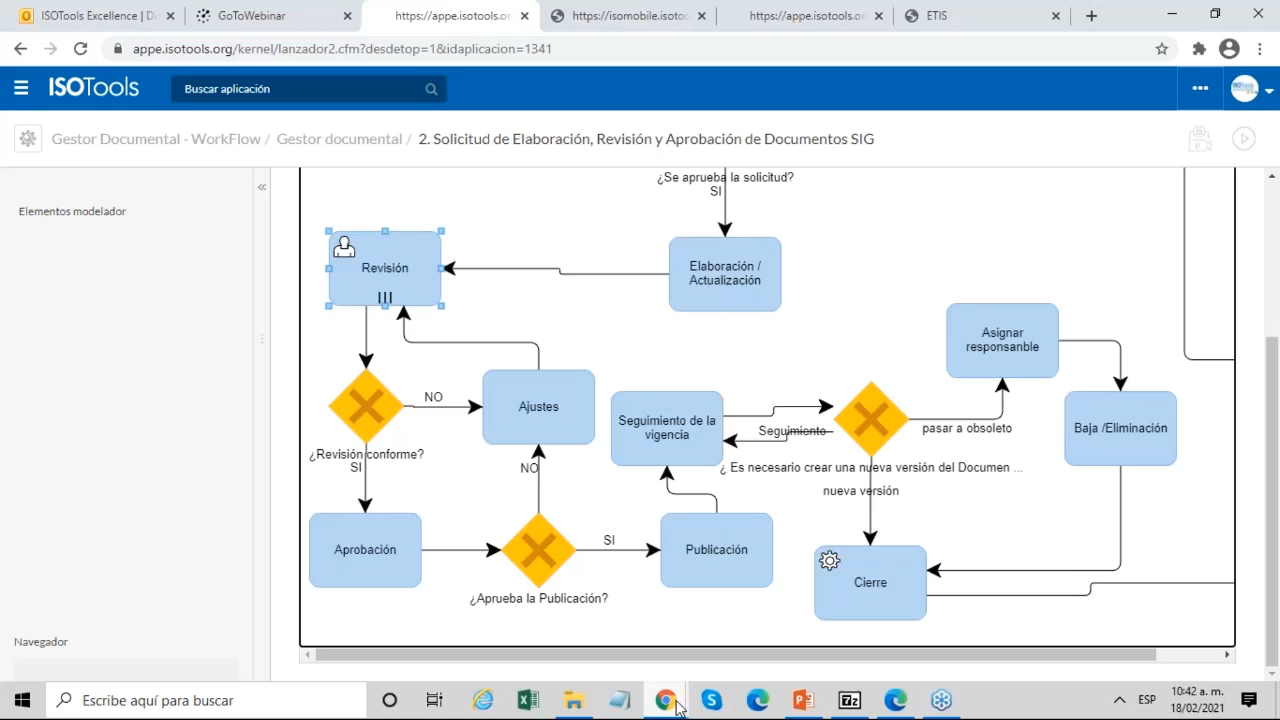 ISOTools Excellence | D
GoToWebinar
https://appe.isotools.or
https://isomobile.isoto
https://appe.isotools.o
ETIS
appe.isotools.org/kernel/lanzador2.cfm?desdetop=1&idaplicacion=1341
ISOTools
Buscar aplicación
Gestor Documental - WorkFlow / Gestor documental / 2. Solicitud de Elaboración, Revisión y Aprobación de Documentos SIG
Elementos modelador
¿Se aprueba la solicitud?
SI
Revisión
Elaboración /
Actualización
Asignar
responsanble
NO
Ajustes
Seguimiento de la
vigencia
Seguimiento
pasar a obsoleto
Baja /Eliminación
¿Revisión conforme?
SI
NO
¿ Es necesario crear una nueva versión del Documen ...
nueva versión
Aprobación
SI
Publicación
Cierre
¿Aprueba la Publicación?
Navegador
Escribe aquí para buscar
ESP
10:42 a. m.
18/02/2021